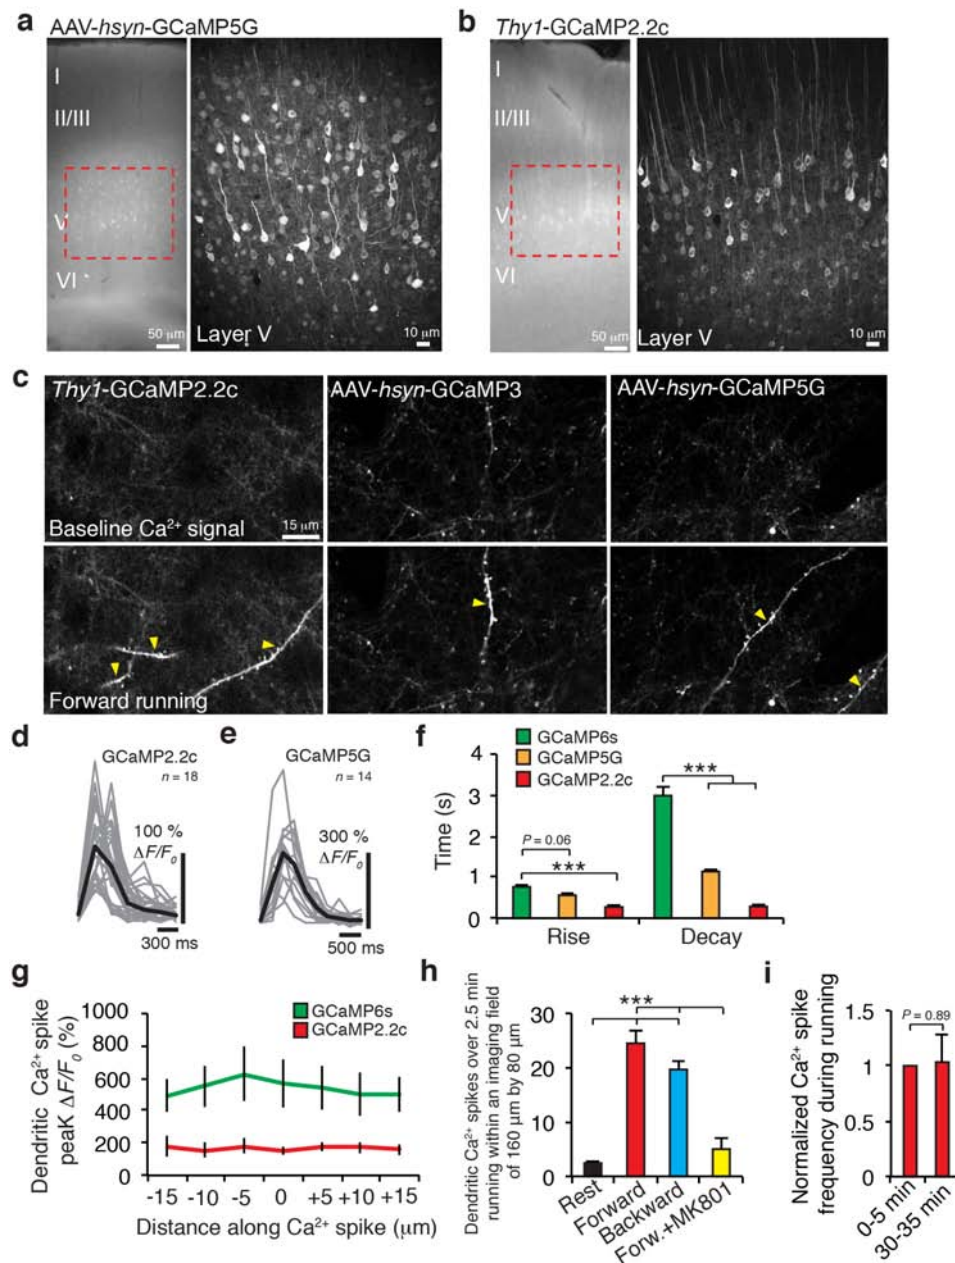 a
AAV-hsyn-GCaMP5G
I
II/III
V
VI
50 μm
Layer V
10 μm
b
Thy1-GCaMP2.2c
I
II/III
V
VI
50 μm
Layer V
10 μm
c
Thy1-GCaMP2.2c
AAV-hsyn-GCaMP3
AAV-hsyn-GCaMP5G
Baseline Ca²⁺ signal
15 μm
Forward running
d
GCaMP2.2c
n = 18
100 %
ΔF/F₀
300 ms
e
GCaMP5G
n = 14
300 %
ΔF/F₀
500 ms
f
GCaMP6s
GCaMP5G
GCaMP2.2c
Time (s)
4
3
2
1
0
P = 0.06
***
***
Rise
Decay
g
Dendritic Ca²⁺ spike
peaK ΔF/F₀ (%)
1000
800
600
400
200
0
GCaMP6s
GCaMP2.2c
-15
-10
-5
0
+5
+10
+15
Distance along Ca²⁺ spike (μm)
h
Dendritic Ca²⁺ spikes over 2.5 min
running within an imaging field
of 160 μm by 80 μm
30
20
10
0
***
Rest
Forward
Backward
Forw.+MK801
i
Normalized Ca²⁺ spike
frequency during running
1.5
1
0.5
0
P = 0.89
0-5 min
30-35 min